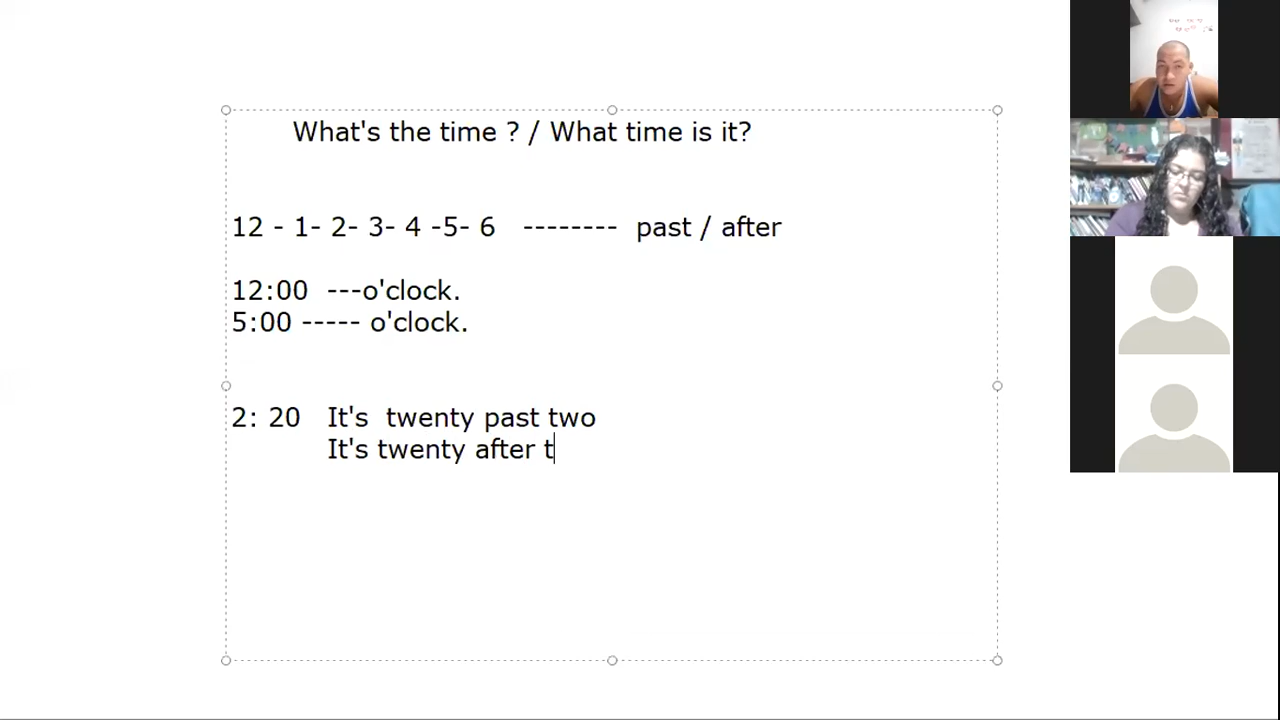 What's the time ? / What time is it?
12 - 1- 2- 3- 4 -5- 6 -------- past / after
12:00 ---o'clock.
5:00 ----- o'clock.
2: 20 It's twenty past two
It's twenty after t